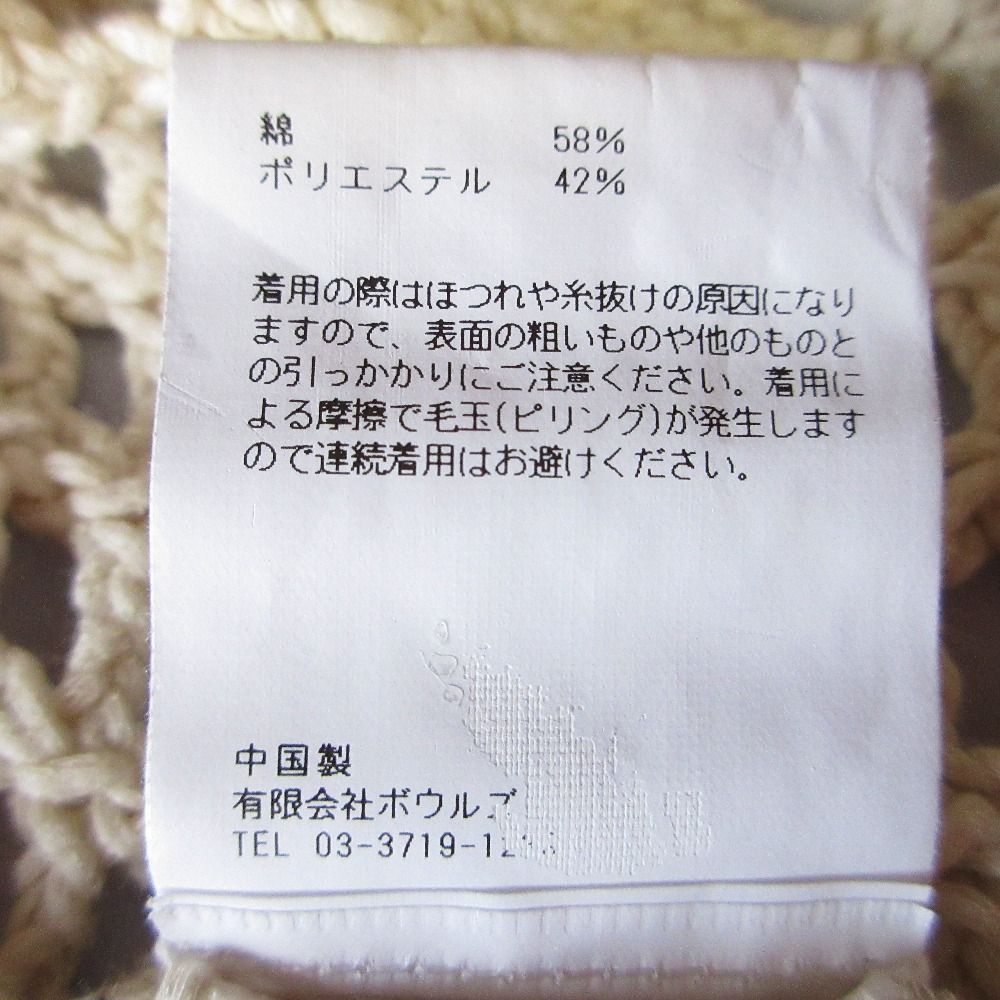 綿 58%
ポリエステル 42%
着用の際はほつれや糸抜けの原因になり
ますので、表面の粗いものや他のものと
の引っかかりにご注意ください。着用に
よる摩擦で毛玉(ピリング)が発生します
ので連続着用はお避けください。
中国製
有限会社ボウルブ
TEL 03-3719-12